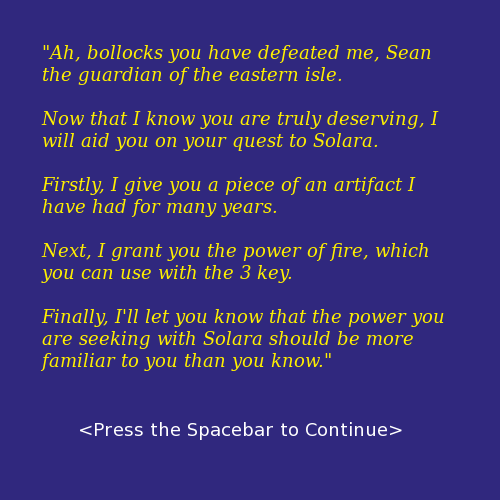 "Ah, bollocks you have defeated me, Sean
the guardian of the eastern isle.
Now that I know you are truly deserving, I
will aid you on your quest to Solara.
Firstly, I give you a piece of an artifact I
have had for many years.
Next, I grant you the power of fire, which
you can use with the 3 key.
Finally, I'll let you know that the power you
are seeking with Solara should be more
familiar to you than you know."
<Press the Spacebar to Continue>